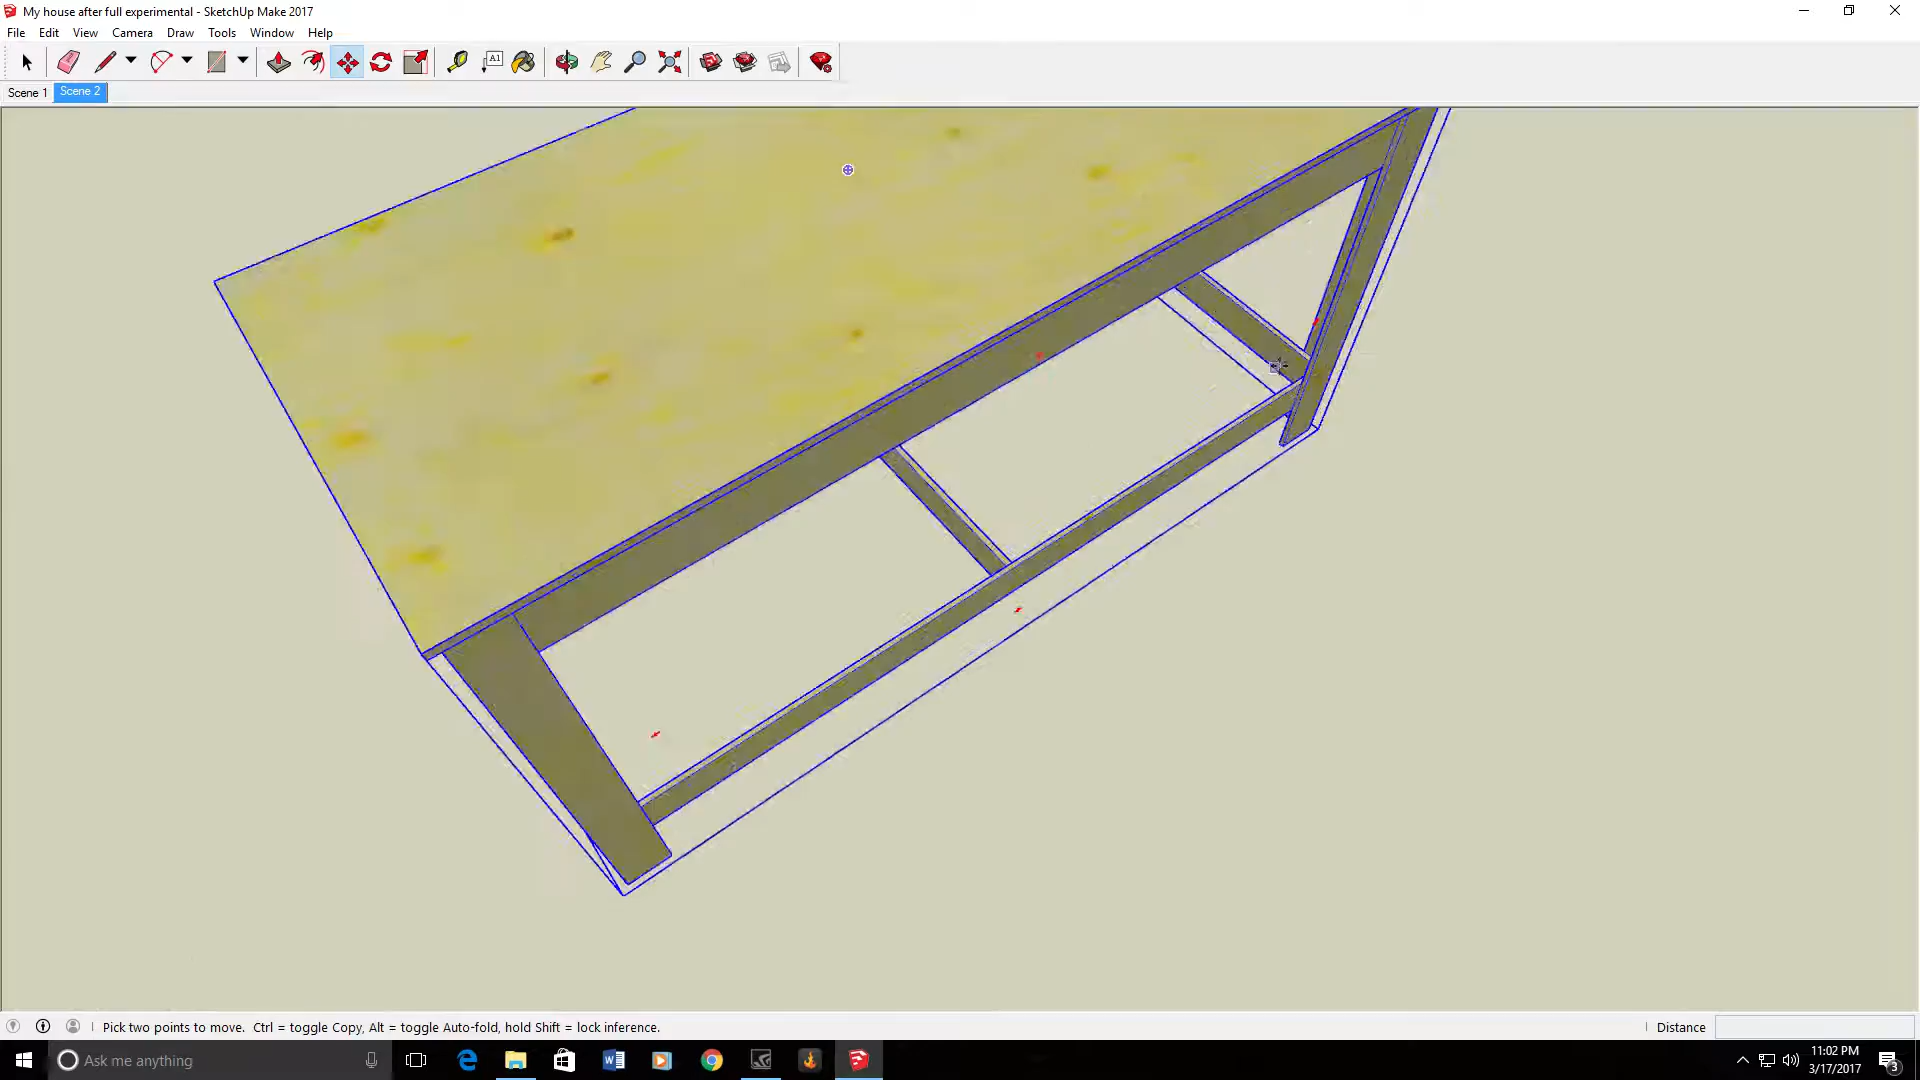 My house after full experimental - SketchUp Make 2017
File Edit View Camera Draw Tools Window Help
A1
Scene 1 Scene 2
Pick two points to move.  Ctrl = toggle Copy, Alt = toggle Auto-fold, hold Shift = lock inference.
Distance
Ask me anything
11:02 PM
3/17/2017
3